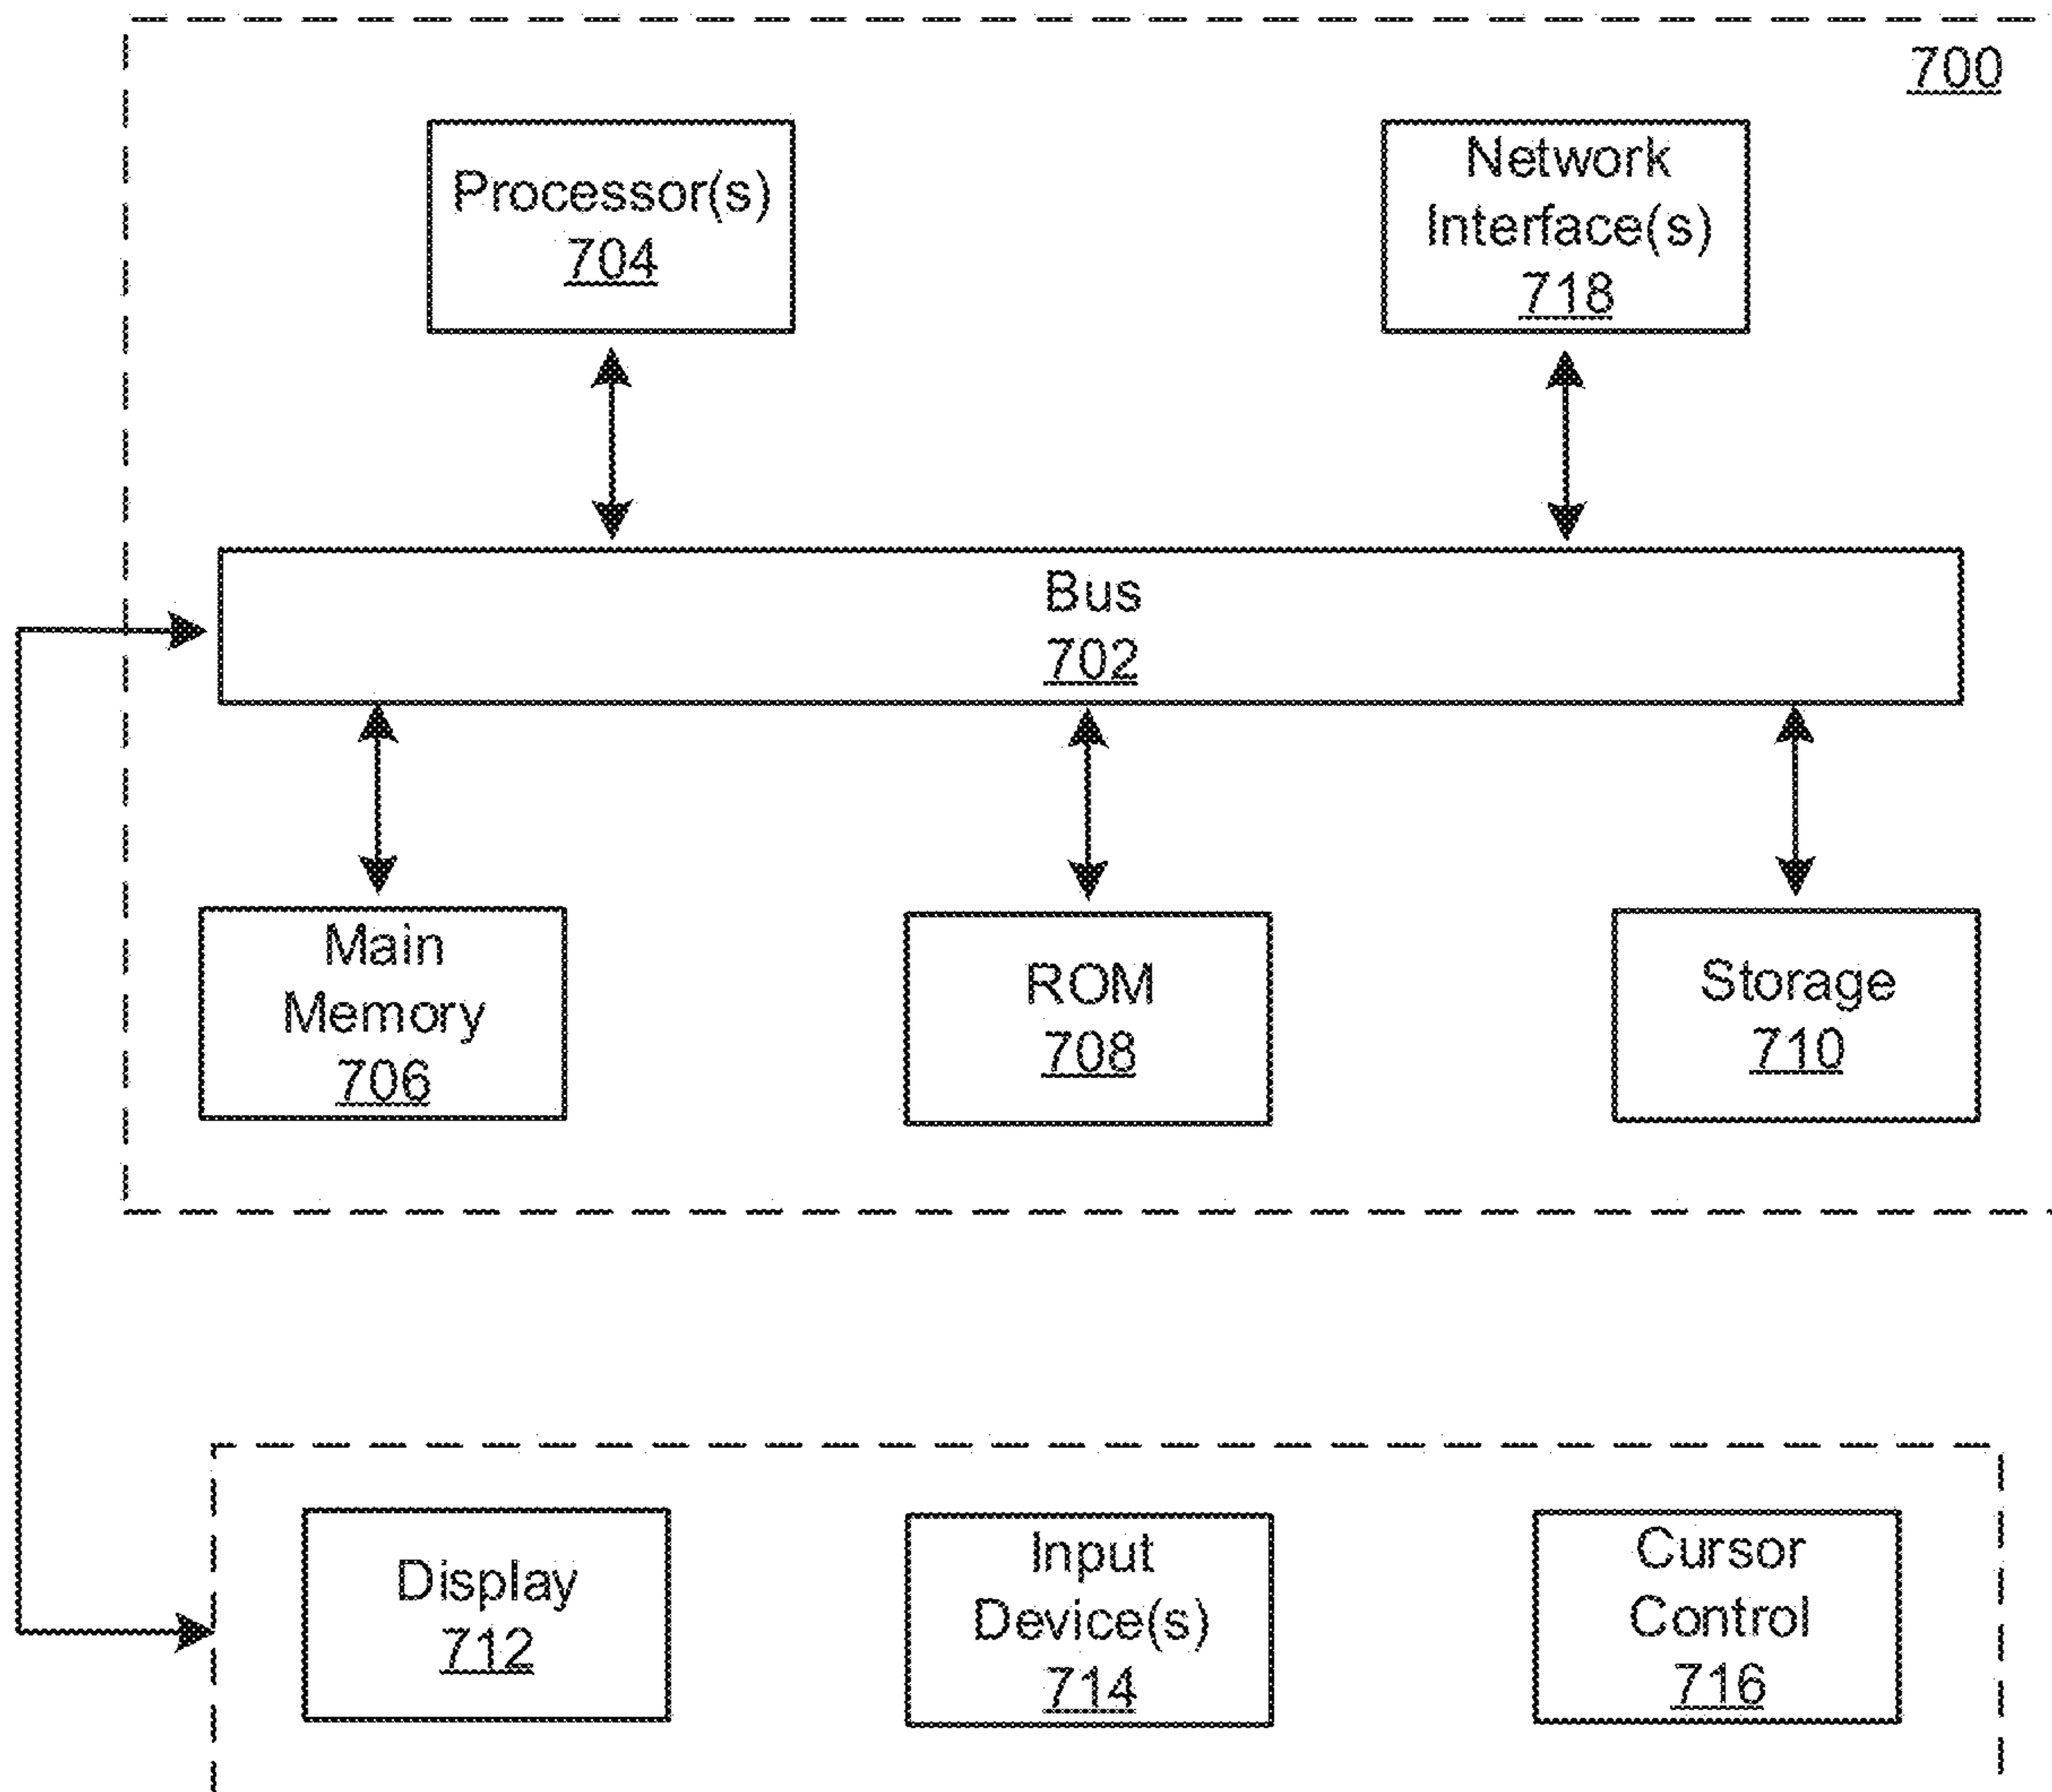 700
Processor(s)
704
Network
Interface(s)
718
Bus
702
Main
Memory
706
ROM
708
Storage
710
Display
712
Input
Device(s)
714
Cursor
Control
716